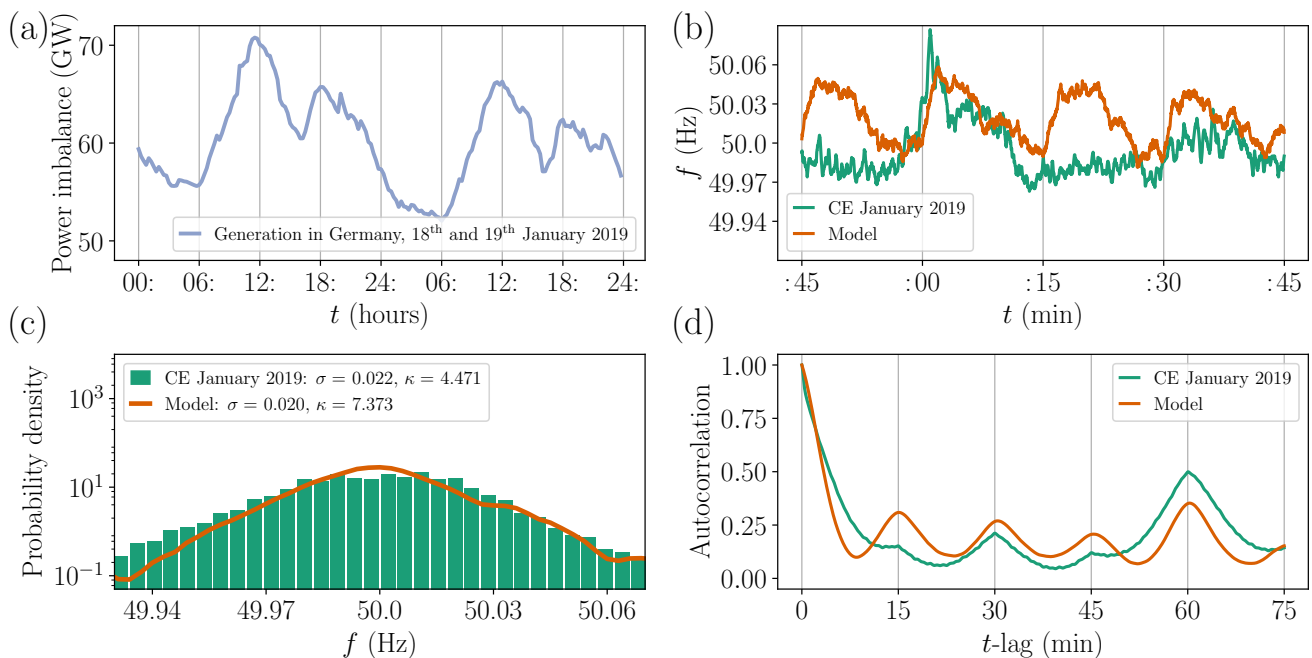 (a)
Power imbalance (GW)
70
60
50
Generation in Germany, 18th and 19th January 2019
00: 06: 12: 18: 24: 06: 12: 18: 24:
t (hours)
(b)
f (Hz)
50.06
50.03
50.0
49.97
49.94
CE January 2019
Model
:45 :00 :15 :30 :45
t (min)
(c)
Probability density
10³
10¹
10⁻¹
CE January 2019: σ = 0.022, κ = 4.471
Model: σ = 0.020, κ = 7.373
49.94 49.97 50.0 50.03 50.06
f (Hz)
(d)
Autocorrelation
1.00
0.75
0.50
0.25
0.00
CE January 2019
Model
0 15 30 45 60 75
t-lag (min)